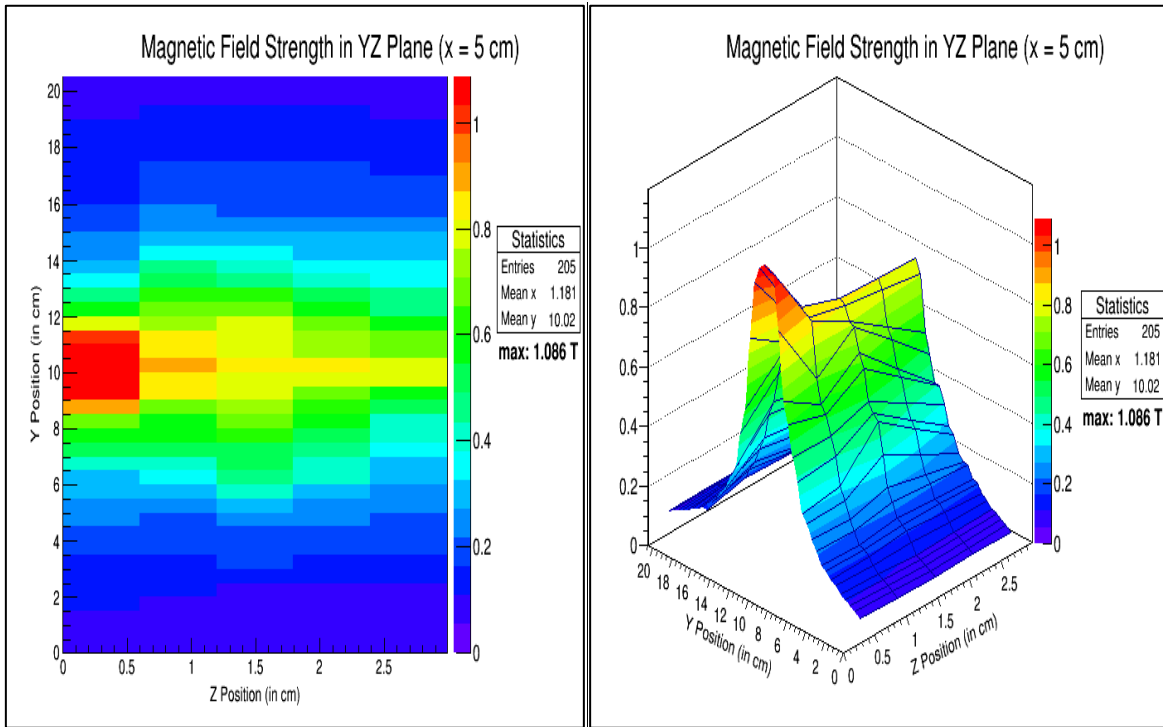 Magnetic Field Strength in YZ Plane (x = 5 cm)
Y Position (in cm)
20
18
16
14
12
10
8
6
4
2
0
0 0.5 1 1.5 2 2.5
Z Position (in cm)
1
0.8
0.6
0.4
0.2
0
Statistics
Entries 205
Mean x 1.181
Mean y 10.02
max: 1.086 T
Magnetic Field Strength in YZ Plane (x = 5 cm)
1
0.8
0.6
0.4
0.2
0
20 18 16 14 12 10 8 6 4 2 0
Y Position (in cm)
0 0.5 1 1.5 2 2.5
Z Position (in cm)
1
0.8
0.6
0.4
0.2
0
Statistics
Entries 205
Mean x 1.181
Mean y 10.02
max: 1.086 T